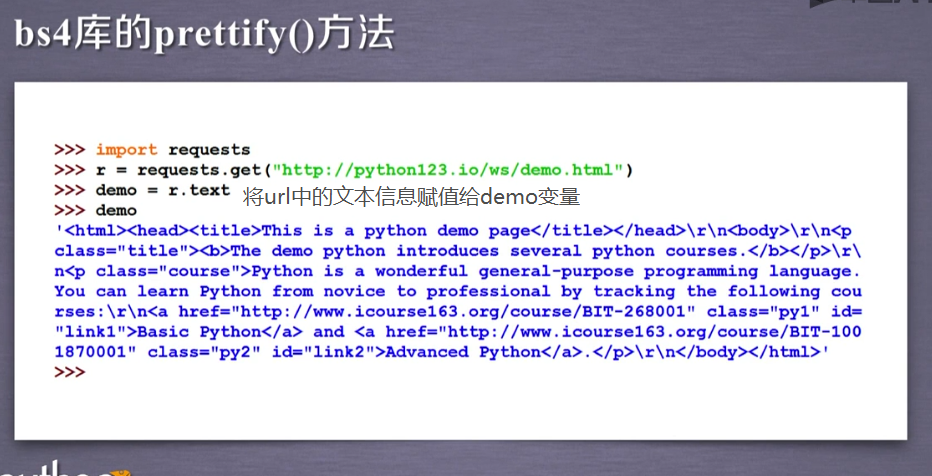 bs4库的prettify()方法
>>> import requests
>>> r = requests.get("http://python123.io/ws/demo.html")
>>> demo = r.text 将url中的文本信息赋值给demo变量
>>> demo
'<html><head><title>This is a python demo page</title></head>\r\n<body>\r\n<p
class="title"><b>The demo python introduces several python courses.</b></p>\r\
n<p class="course">Python is a wonderful general-purpose programming language.
You can learn Python from novice to professional by tracking the following cou
rses:\r\n<a href="http://www.icourse163.org/course/BIT-268001" class="py1" id=
"link1">Basic Python</a> and <a href="http://www.icourse163.org/course/BIT-100
1870001" class="py2" id="link2">Advanced Python</a>.</p>\r\n</body></html>'
>>>